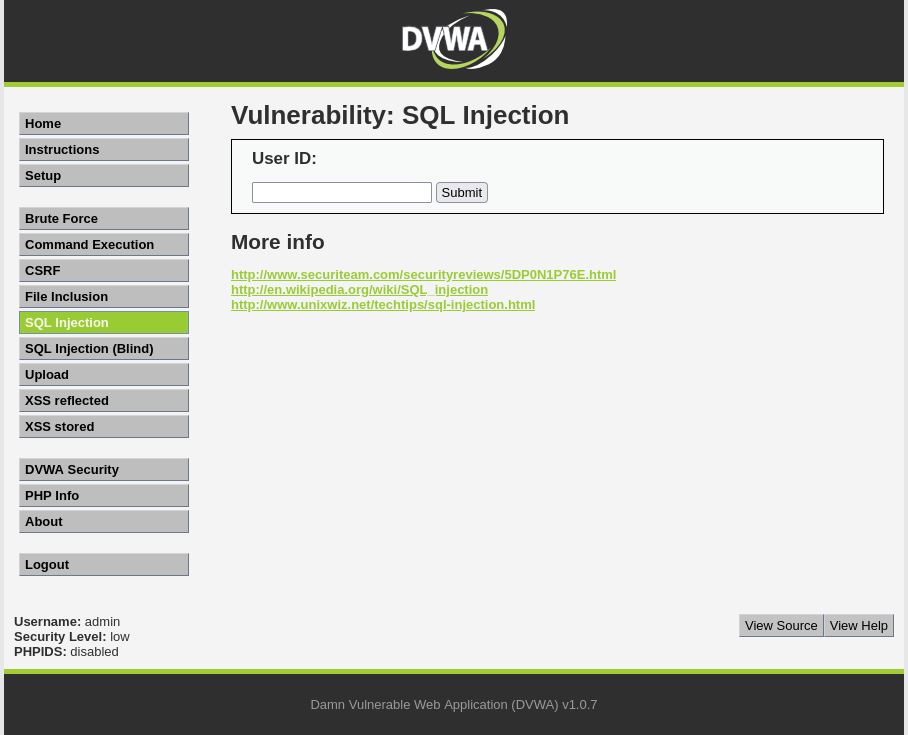 DVWA
Vulnerability: SQL Injection
Home
Instructions
Setup
Brute Force
Command Execution
CSRF
File Inclusion
SQL Injection
SQL Injection (Blind)
Upload
XSS reflected
XSS stored
DVWA Security
PHP Info
About
Logout
User ID:
Submit
More info
http://www.securiteam.com/securityreviews/5DP0N1P76E.html
http://en.wikipedia.org/wiki/SQL_injection
http://www.unixwiz.net/techtips/sql-injection.html
Username: admin
Security Level: low
PHPIDS: disabled
View Source View Help
Damn Vulnerable Web Application (DVWA) v1.0.7